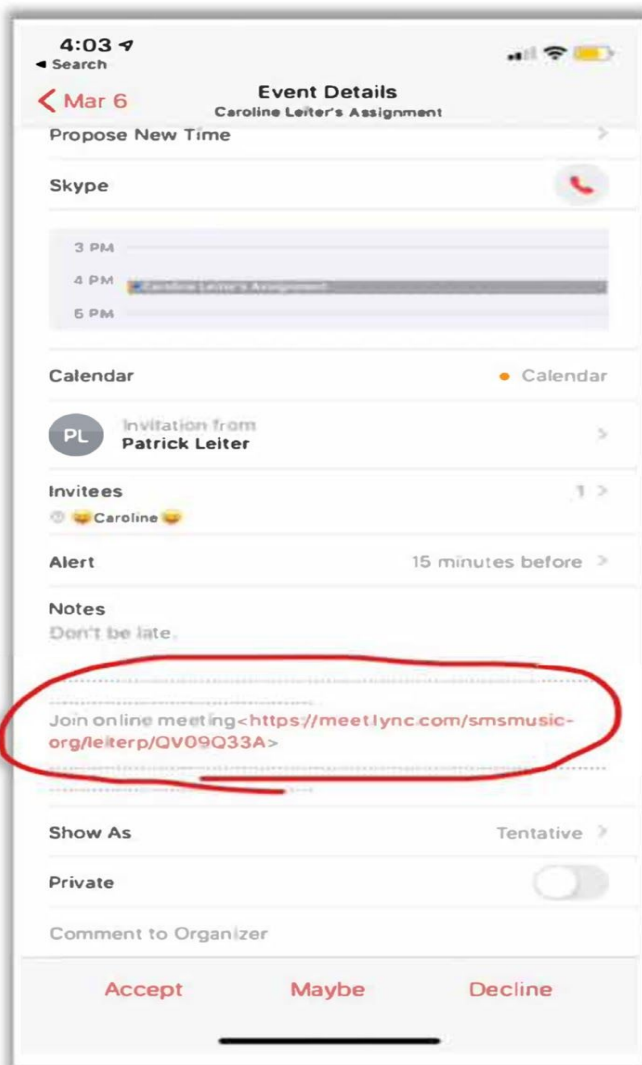 4:03
Search
Mar 6
Event Details
Caroline Leiter's Assignment
Propose New Time
Skype
3 PM
4 PM
Caroline Leiter's Assignment
5 PM
Calendar
Calendar
PL
Invitation from
Patrick Leiter
Invitees
1
😝Caroline😝
Alert
15 minutes before
Notes
Don't be late.
Join online meeting<https://meet.lync.com/smsmusic-
org/leiterp/QV09Q33A>
Show As
Tentative
Private
Comment to Organizer
Accept
Maybe
Decline